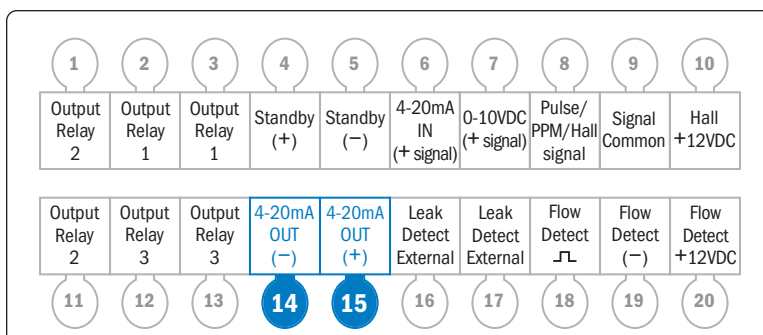 1 2 3 4 5 6 7 8 9 10
Output Relay 2
Output Relay 1
Output Relay 1
Standby (+)
Standby (−)
4-20mA IN (+ signal)
0-10VDC (+ signal)
Pulse/ PPM/Hall signal
Signal Common
Hall +12VDC
Output Relay 2
Output Relay 3
Output Relay 3
4-20mA OUT (−)
4-20mA OUT (+)
Leak Detect External
Leak Detect External
Flow Detect
Flow Detect (−)
Flow Detect +12VDC
11 12 13 14 15 16 17 18 19 20